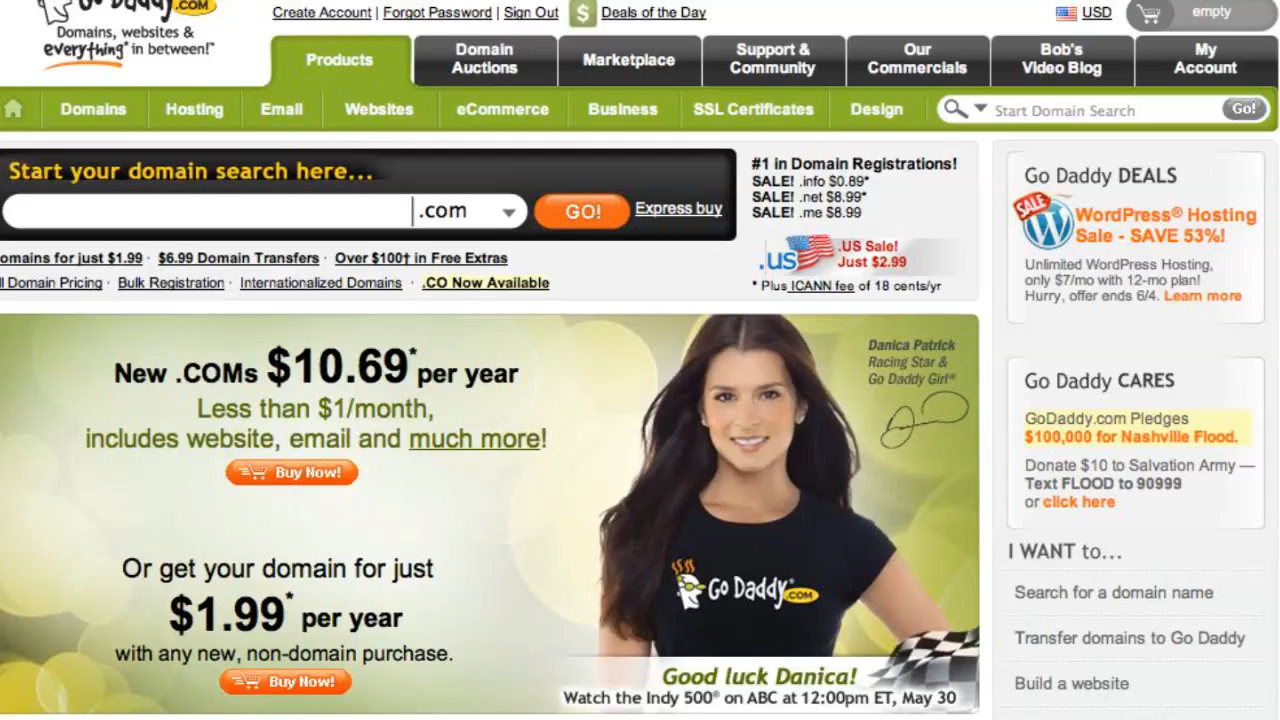 Go Daddy .COM
Domains, websites &
everything* in between!™
Create Account | Forgot Password | Sign Out
$ Deals of the Day
USD
empty
Products
Domain
Auctions
Marketplace
Support &
Community
Our
Commercials
Bob's
Video Blog
My
Account
Domains
Hosting
Email
Websites
eCommerce
Business
SSL Certificates
Design
Start Domain Search
Go!
Start your domain search here...
.com
GO!
Express buy
omains for just $1.99 · $6.99 Domain Transfers · Over $100† in Free Extras
Domain Pricing · Bulk Registration · Internationalized Domains · .CO Now Available
#1 in Domain Registrations!
SALE! .info $0.89*
SALE! .net $8.99*
SALE! .me $8.99
.us
.US Sale!
Just $2.99
* Plus ICANN fee of 18 cents/yr
New .COMs $10.69* per year
Less than $1/month,
includes website, email and much more!
Buy Now!
Or get your domain for just
$1.99* per year
with any new, non-domain purchase.
Buy Now!
Danica Patrick
Racing Star &
Go Daddy Girl®
Go Daddy .COM
Good luck Danica!
Watch the Indy 500® on ABC at 12:00pm ET, May 30
Go Daddy DEALS
SALE
WordPress® Hosting
Sale - SAVE 53%!
Unlimited WordPress Hosting,
only $7/mo with 12-mo plan!
Hurry, offer ends 6/4. Learn more
Go Daddy CARES
GoDaddy.com Pledges
$100,000 for Nashville Flood.
Donate $10 to Salvation Army —
Text FLOOD to 90999
or click here
I WANT to...
Search for a domain name
Transfer domains to Go Daddy
Build a website